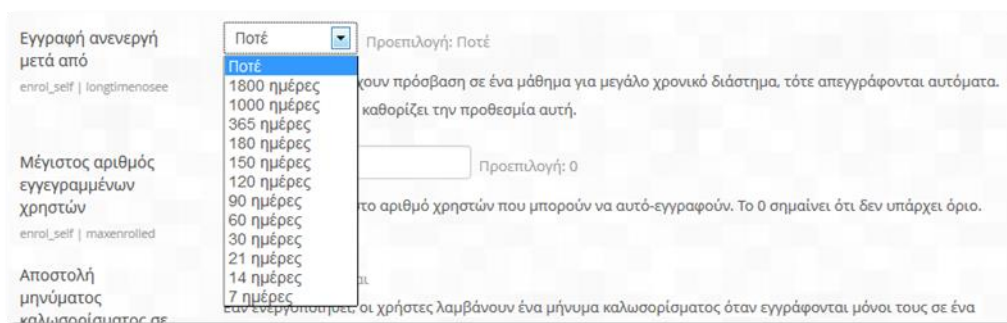 Εγγραφή ανενεργή
μετά από
enrol_self | longtimenosee
Ποτέ
Προεπιλογή: Ποτέ
Ποτέ
1800 ημέρες
1000 ημέρες
365 ημέρες
180 ημέρες
150 ημέρες
120 ημέρες
90 ημέρες
60 ημέρες
30 ημέρες
21 ημέρες
14 ημέρες
7 ημέρες
πρόσβαση σε ένα μάθημα για μεγάλο χρονικό διάστημα, τότε απεγγράφονται αυτόματα.
καθορίζει την προθεσμία αυτή.
Μέγιστος αριθμός
εγγεγραμμένων
χρηστών
enrol_self | maxenrolled
Προεπιλογή: 0
αριθμό χρηστών που μπορούν να αυτό-εγγραφούν. Το 0 σημαίνει ότι δεν υπάρχει όριο.
Αποστολή
μηνύματος
καλωσορίσματος σε
οι χρήστες λαμβάνουν ένα μήνυμα καλωσορίσματος όταν εγγράφονται μόνοι τους σε ένα